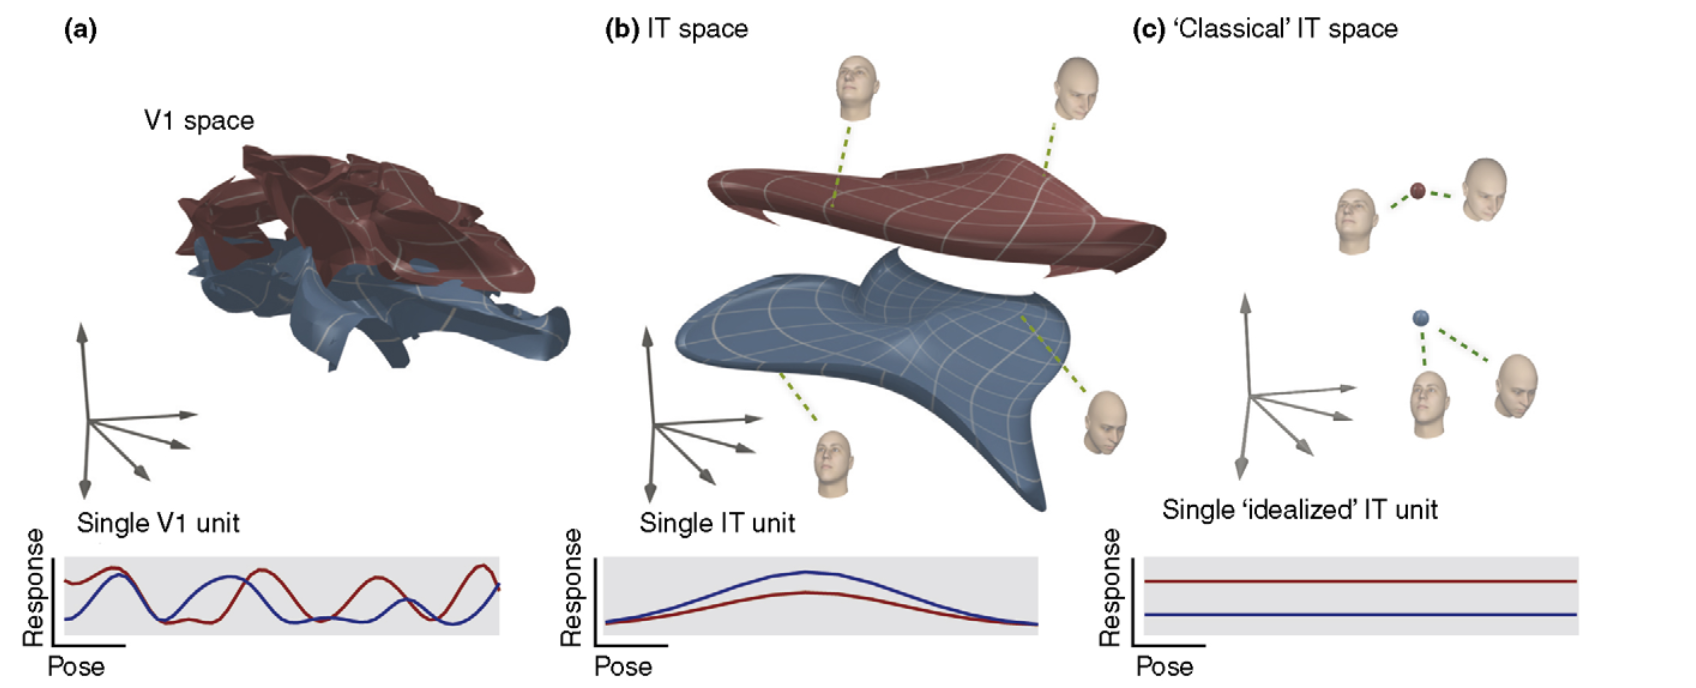 (a)
V1 space
Single V1 unit
Response
Pose
(b) IT space
Single IT unit
Response
Pose
(c) ‘Classical’ IT space
Single ‘idealized’ IT unit
Response
Pose